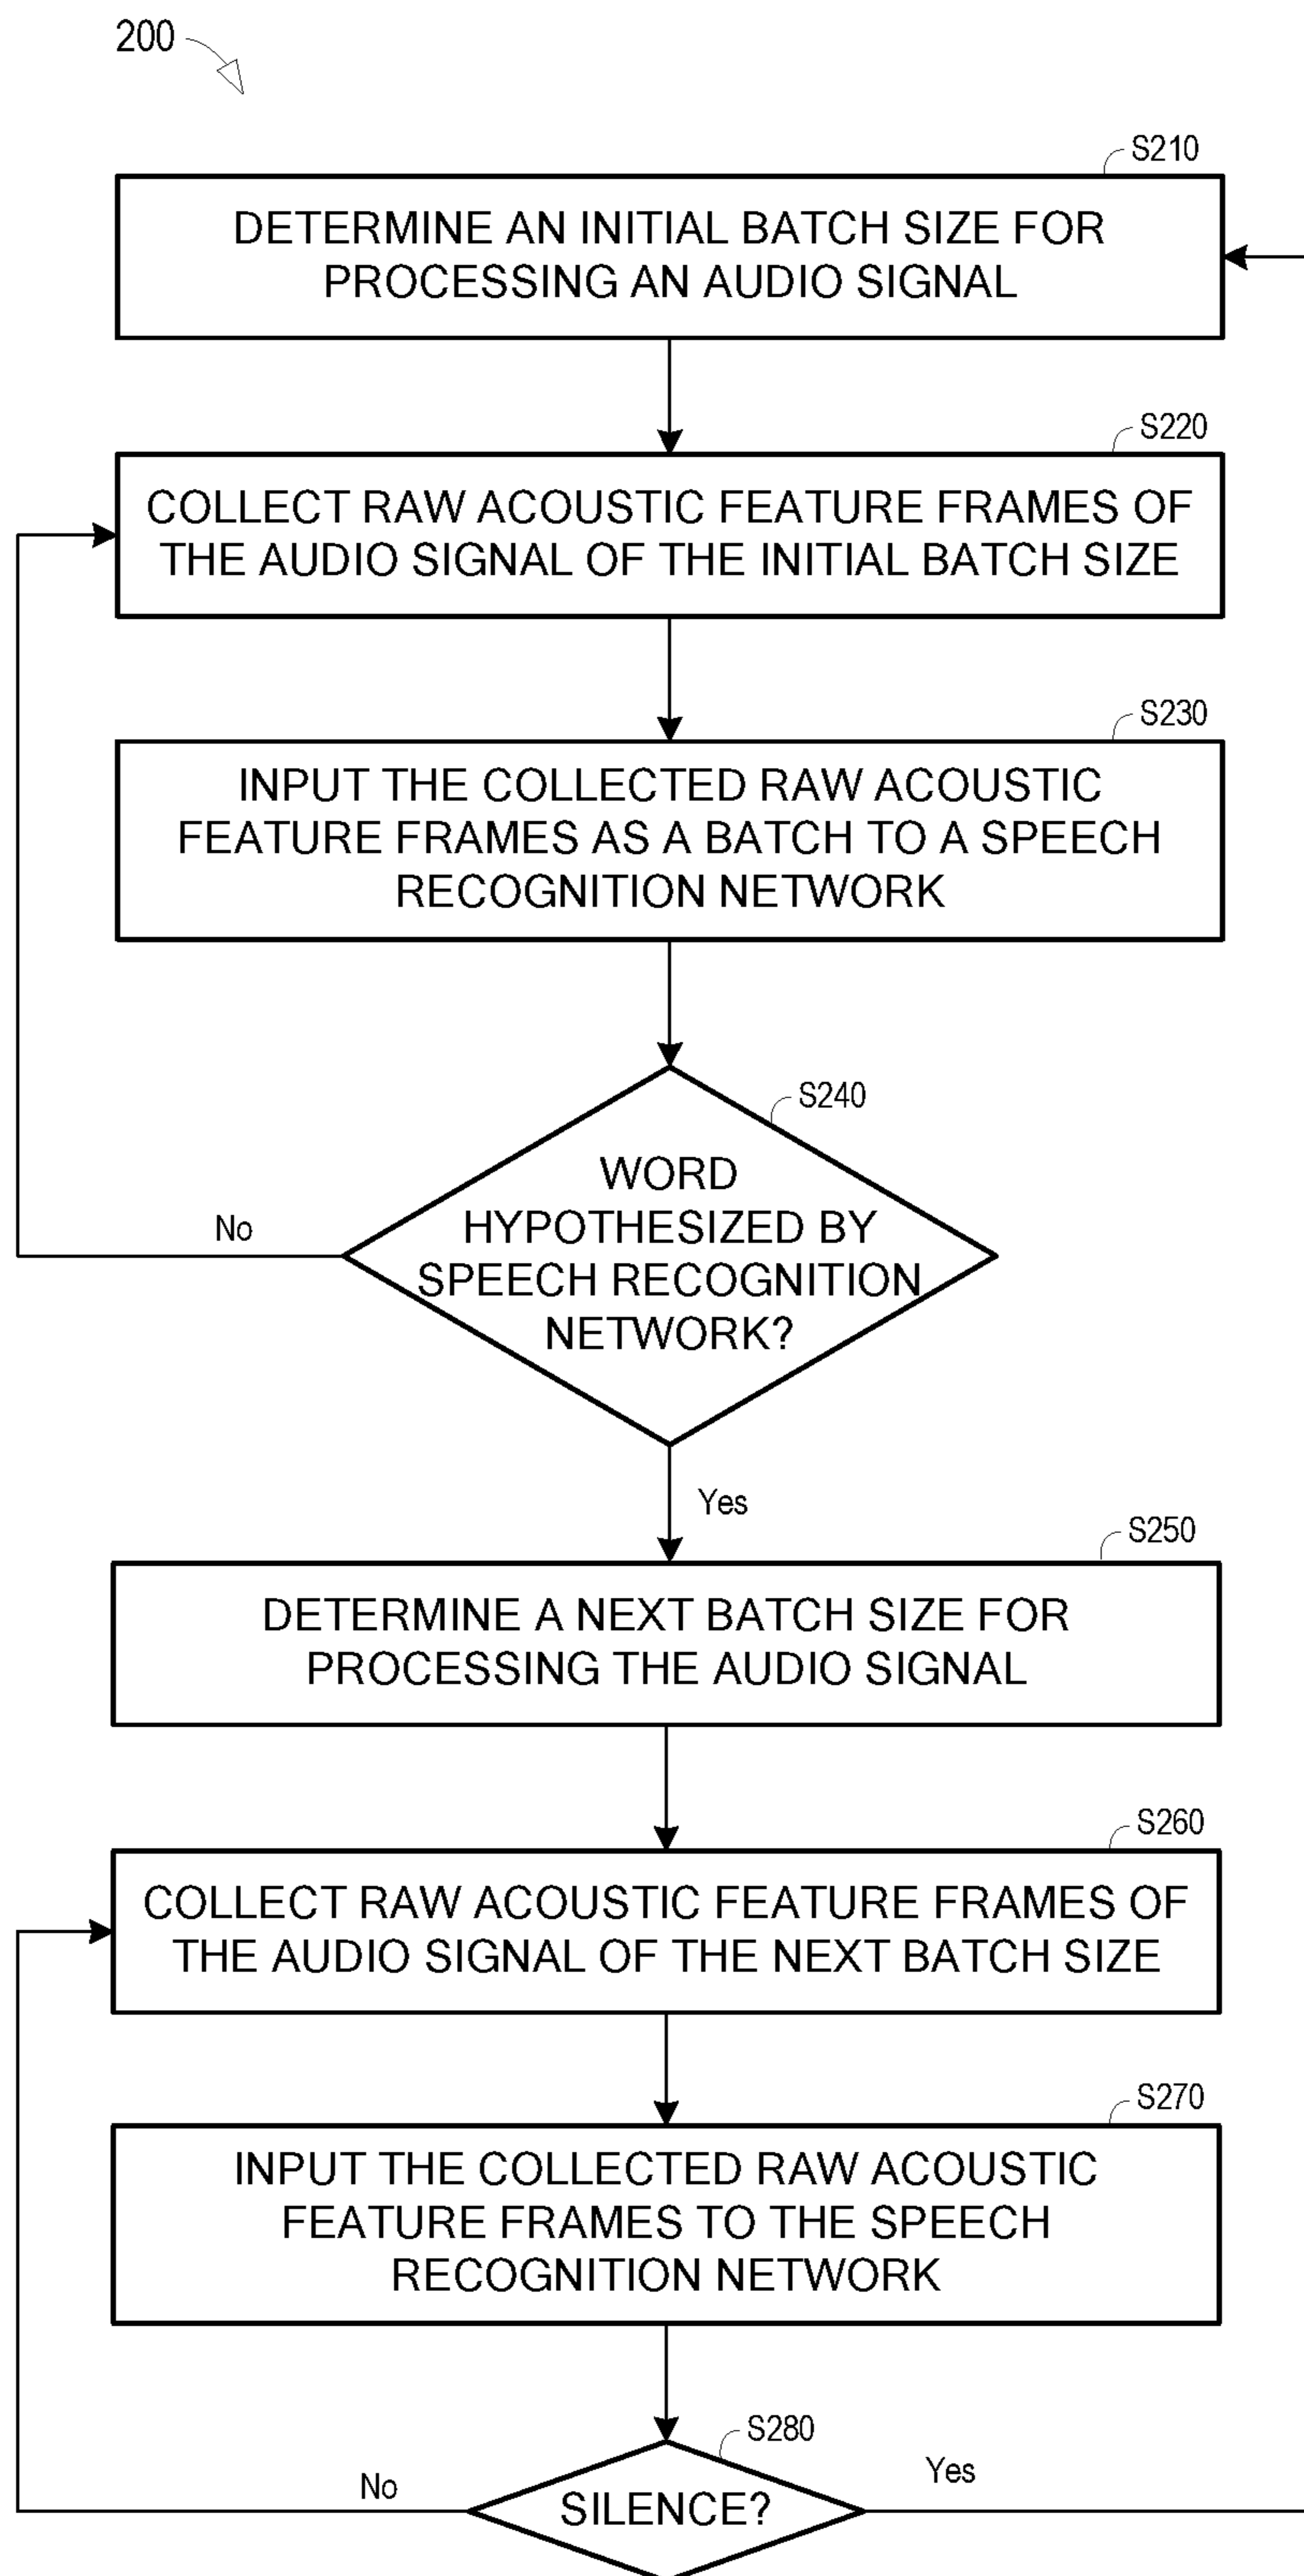 200
S210
DETERMINE AN INITIAL BATCH SIZE FOR
PROCESSING AN AUDIO SIGNAL
S220
COLLECT RAW ACOUSTIC FEATURE FRAMES OF
THE AUDIO SIGNAL OF THE INITIAL BATCH SIZE
S230
INPUT THE COLLECTED RAW ACOUSTIC
FEATURE FRAMES AS A BATCH TO A SPEECH
RECOGNITION NETWORK
S240
WORD
HYPOTHESIZED BY
SPEECH RECOGNITION
NETWORK?
No
Yes
S250
DETERMINE A NEXT BATCH SIZE FOR
PROCESSING THE AUDIO SIGNAL
S260
COLLECT RAW ACOUSTIC FEATURE FRAMES OF
THE AUDIO SIGNAL OF THE NEXT BATCH SIZE
S270
INPUT THE COLLECTED RAW ACOUSTIC
FEATURE FRAMES TO THE SPEECH
RECOGNITION NETWORK
S280
SILENCE?
No
Yes